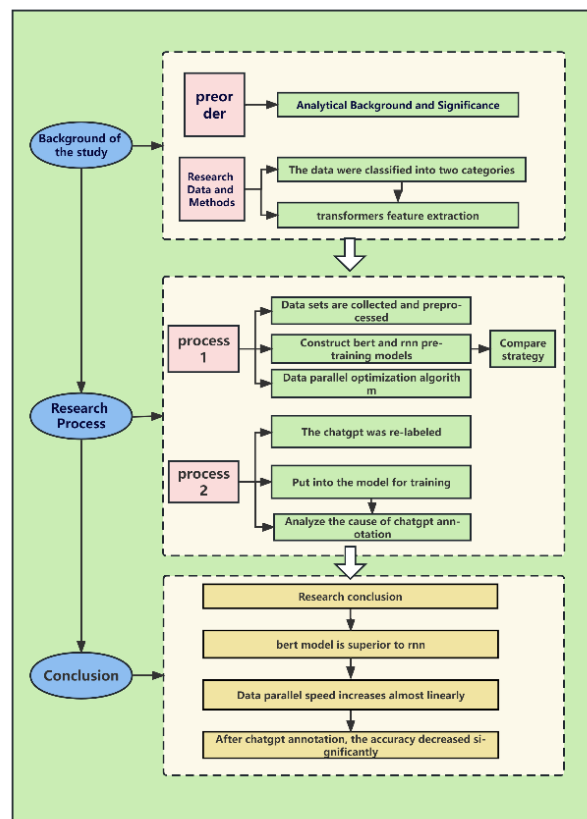 Background of
the study
preor
der
Analytical Background and Significance
Research
Data and
Methods
The data were classified into two categories
transformers feature extraction
Research
Process
process
1
Data sets are collected and preproc-
cessed
Construct bert and rnn pre-
training models
Compare
strategy
Data parallel optimization algorith
m
process
2
The chatgpt was re-labeled
Put into the model for training
Analyze the cause of chatgpt ann-
otation
Conclusion
Research conclusion
bert model is superior to rnn
Data parallel speed increases almost linearly
After chatgpt annotation, the accuracy decreased si-
gnificantly